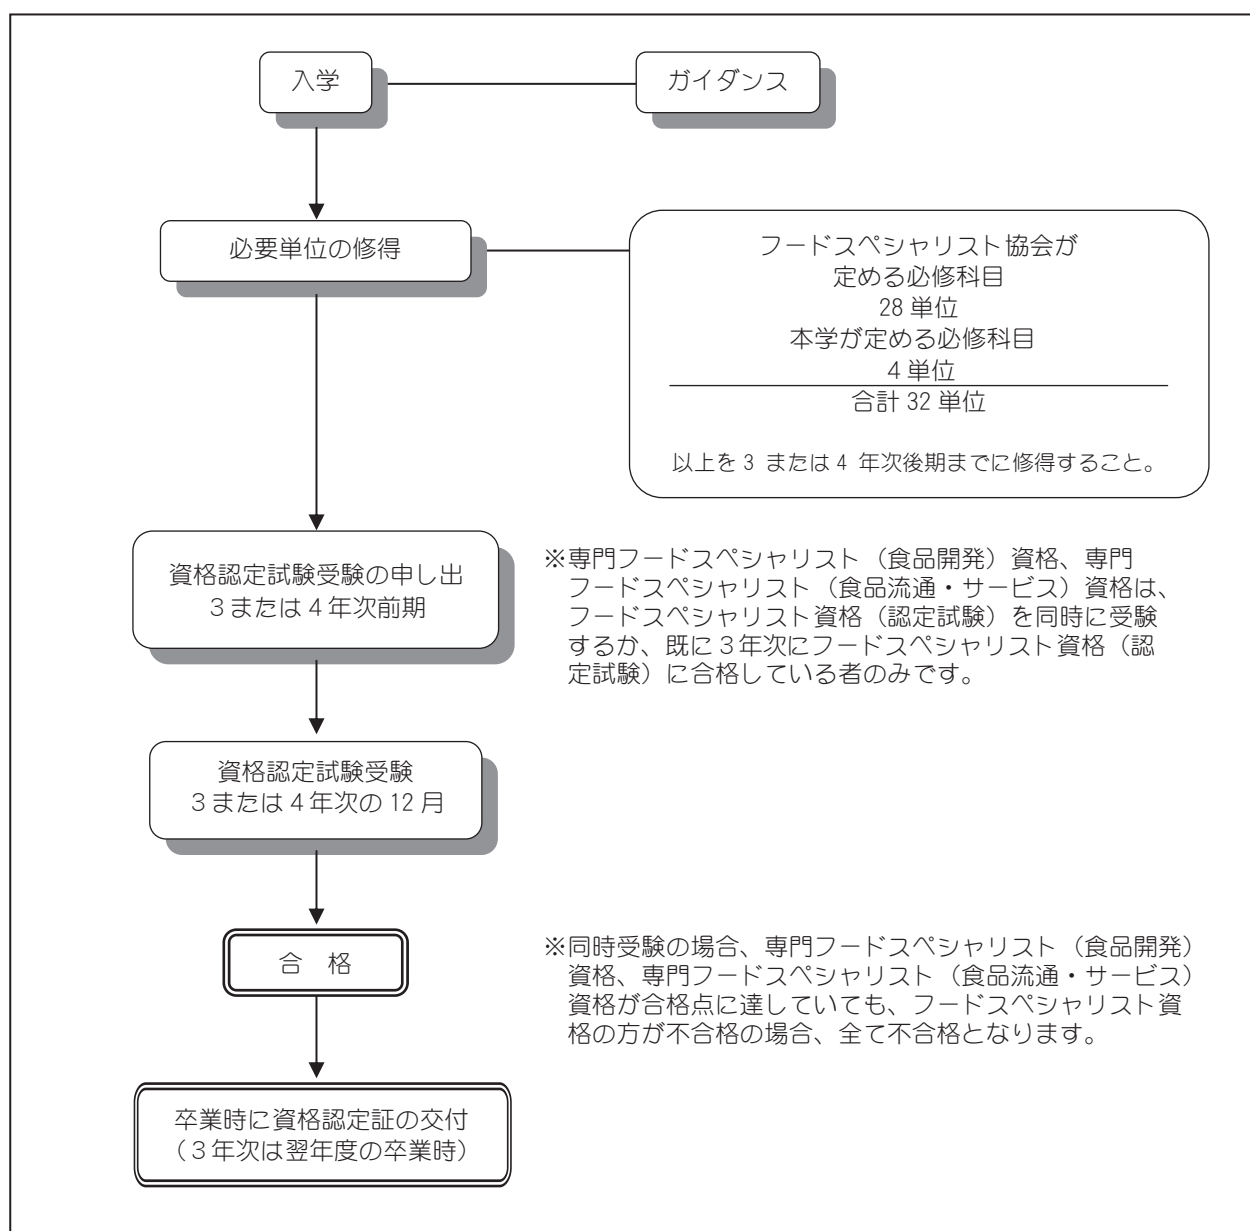 入学
ガイダンス
必要単位の修得
フードスペシャリスト協会が
定める必修科目
28 単位
本学が定める必修科目
4 単位
合計 32 単位
以上を 3 または 4 年次後期までに修得すること。
資格認定試験受験の申し出
３または４年次前期
※専門フードスペシャリスト（食品開発）資格、専門
フードスペシャリスト（食品流通・サービス）資格は、
フードスペシャリスト資格（認定試験）を同時に受験
するか、既に３年次にフードスペシャリスト資格（認
定試験）に合格している者のみです。
資格認定試験受験
３または４年次の 12 月
合　格
※同時受験の場合、専門フードスペシャリスト（食品開発）
資格、専門フードスペシャリスト（食品流通・サービス）
資格が合格点に達していても、フードスペシャリスト資
格の方が不合格の場合、全て不合格となります。
卒業時に資格認定証の交付
（３年次は翌年度の卒業時）